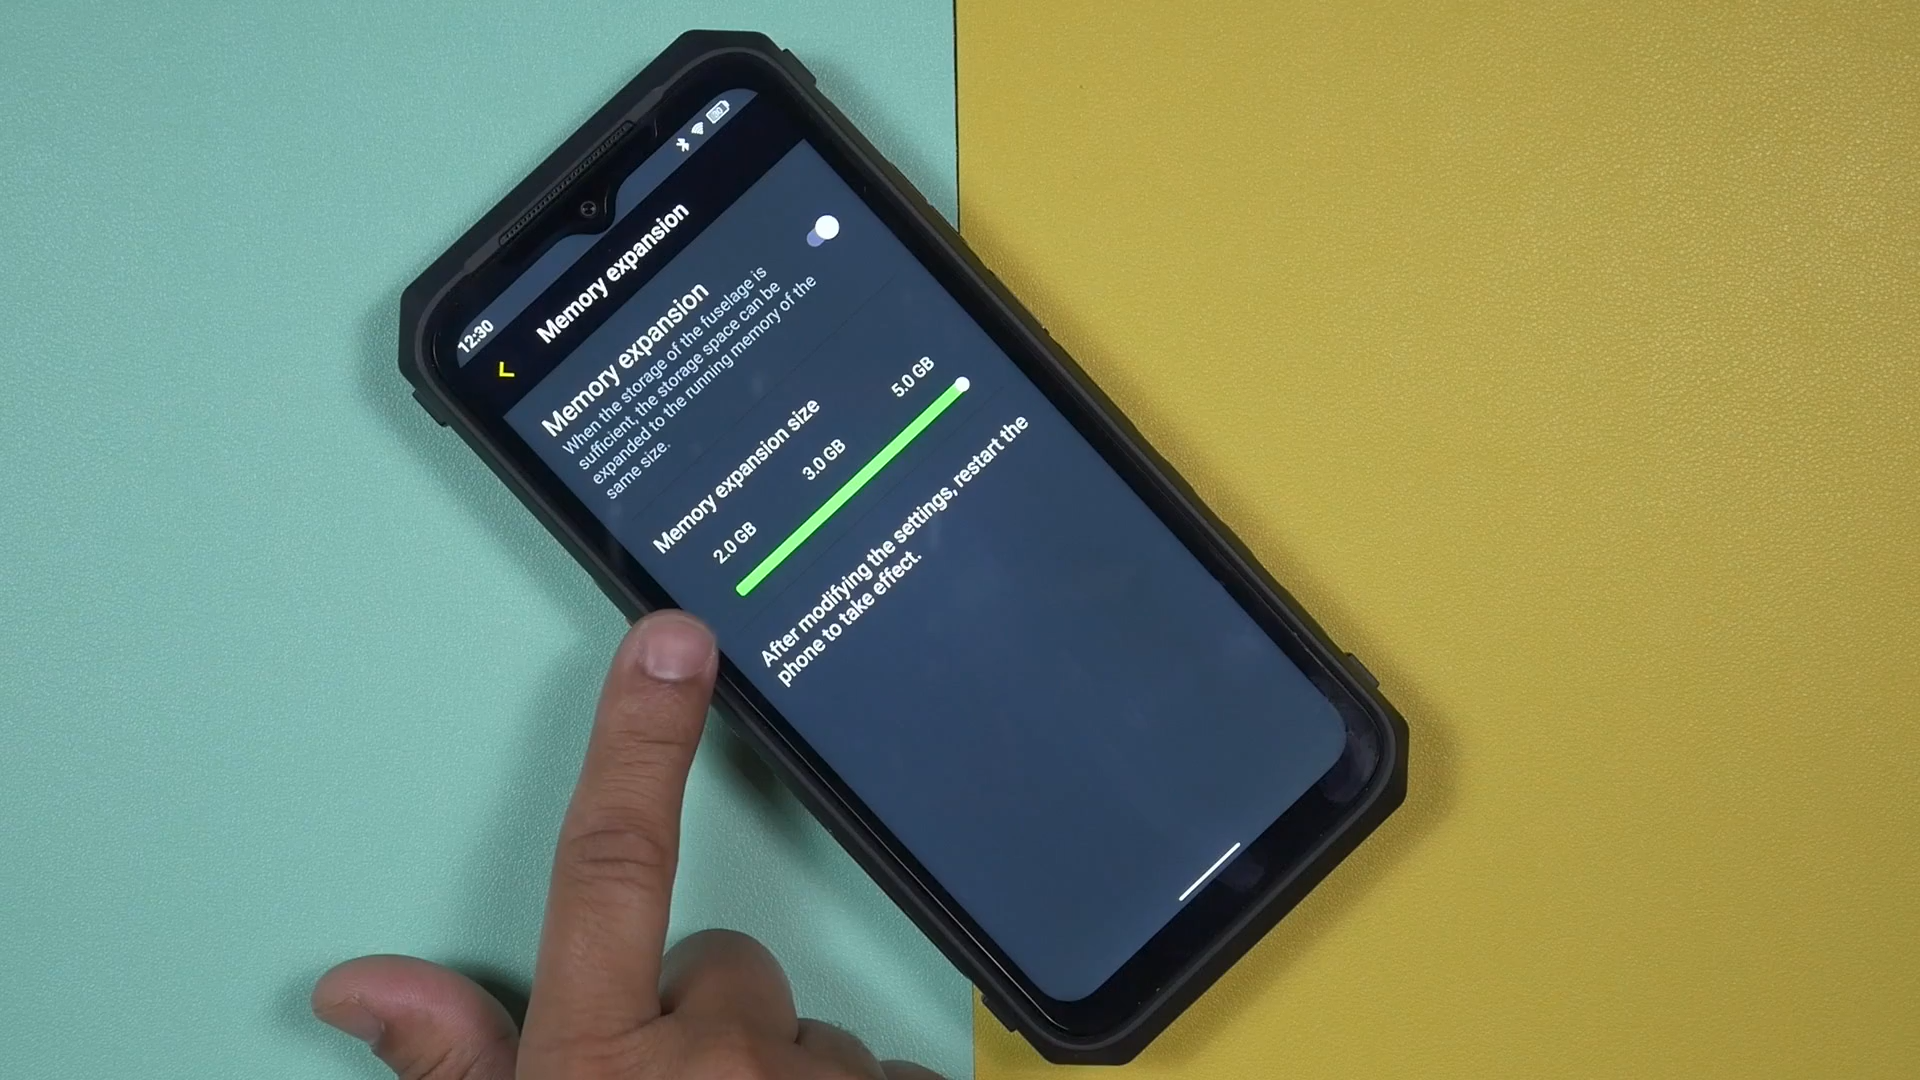 12:30
Memory expansion
Memory expansion
When the storage of the fuselage is
sufficient, the storage space can be
expanded to the running memory of the
same size.
Memory expansion size
2.0 GB 3.0 GB 5.0 GB
After modifying the settings, restart the
phone to take effect.